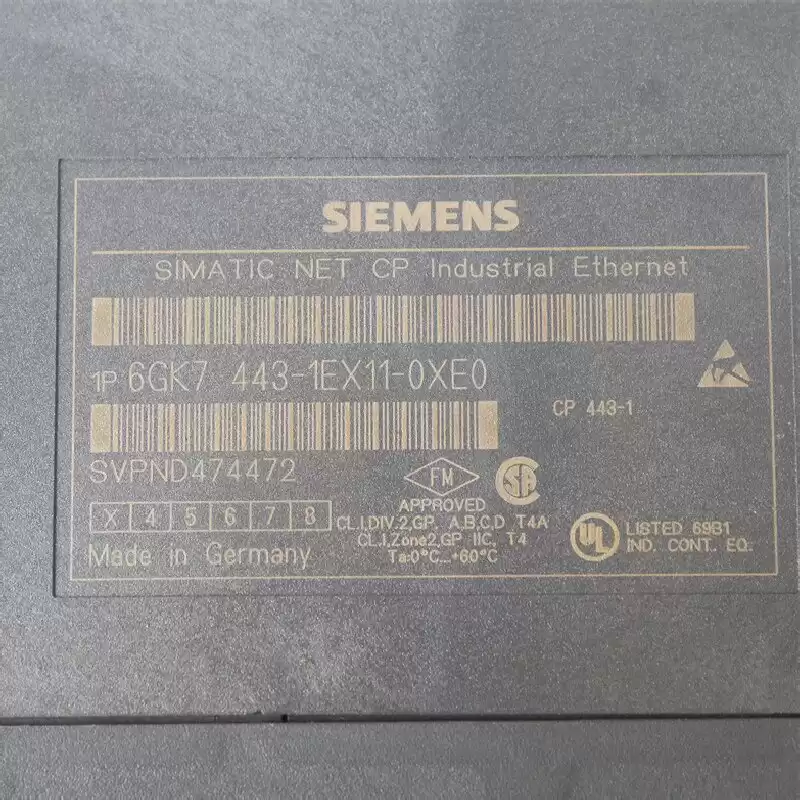 SIEMENS
SIMATIC NET CP Industrial Ethernet
1P 6GK7 443-1EX11-0XE0
CP 443-1
SVPND474472
FM
APPROVED
SA
X 4 5 6 7 8
CL.I,DIV.2,GP. A,B,C,D ,T4A
CL.I,Zone2,GP IIC, T4
Ta:0°C...+60°C
UL
LISTED 69B1
IND. CONT. EQ.
Made in Germany